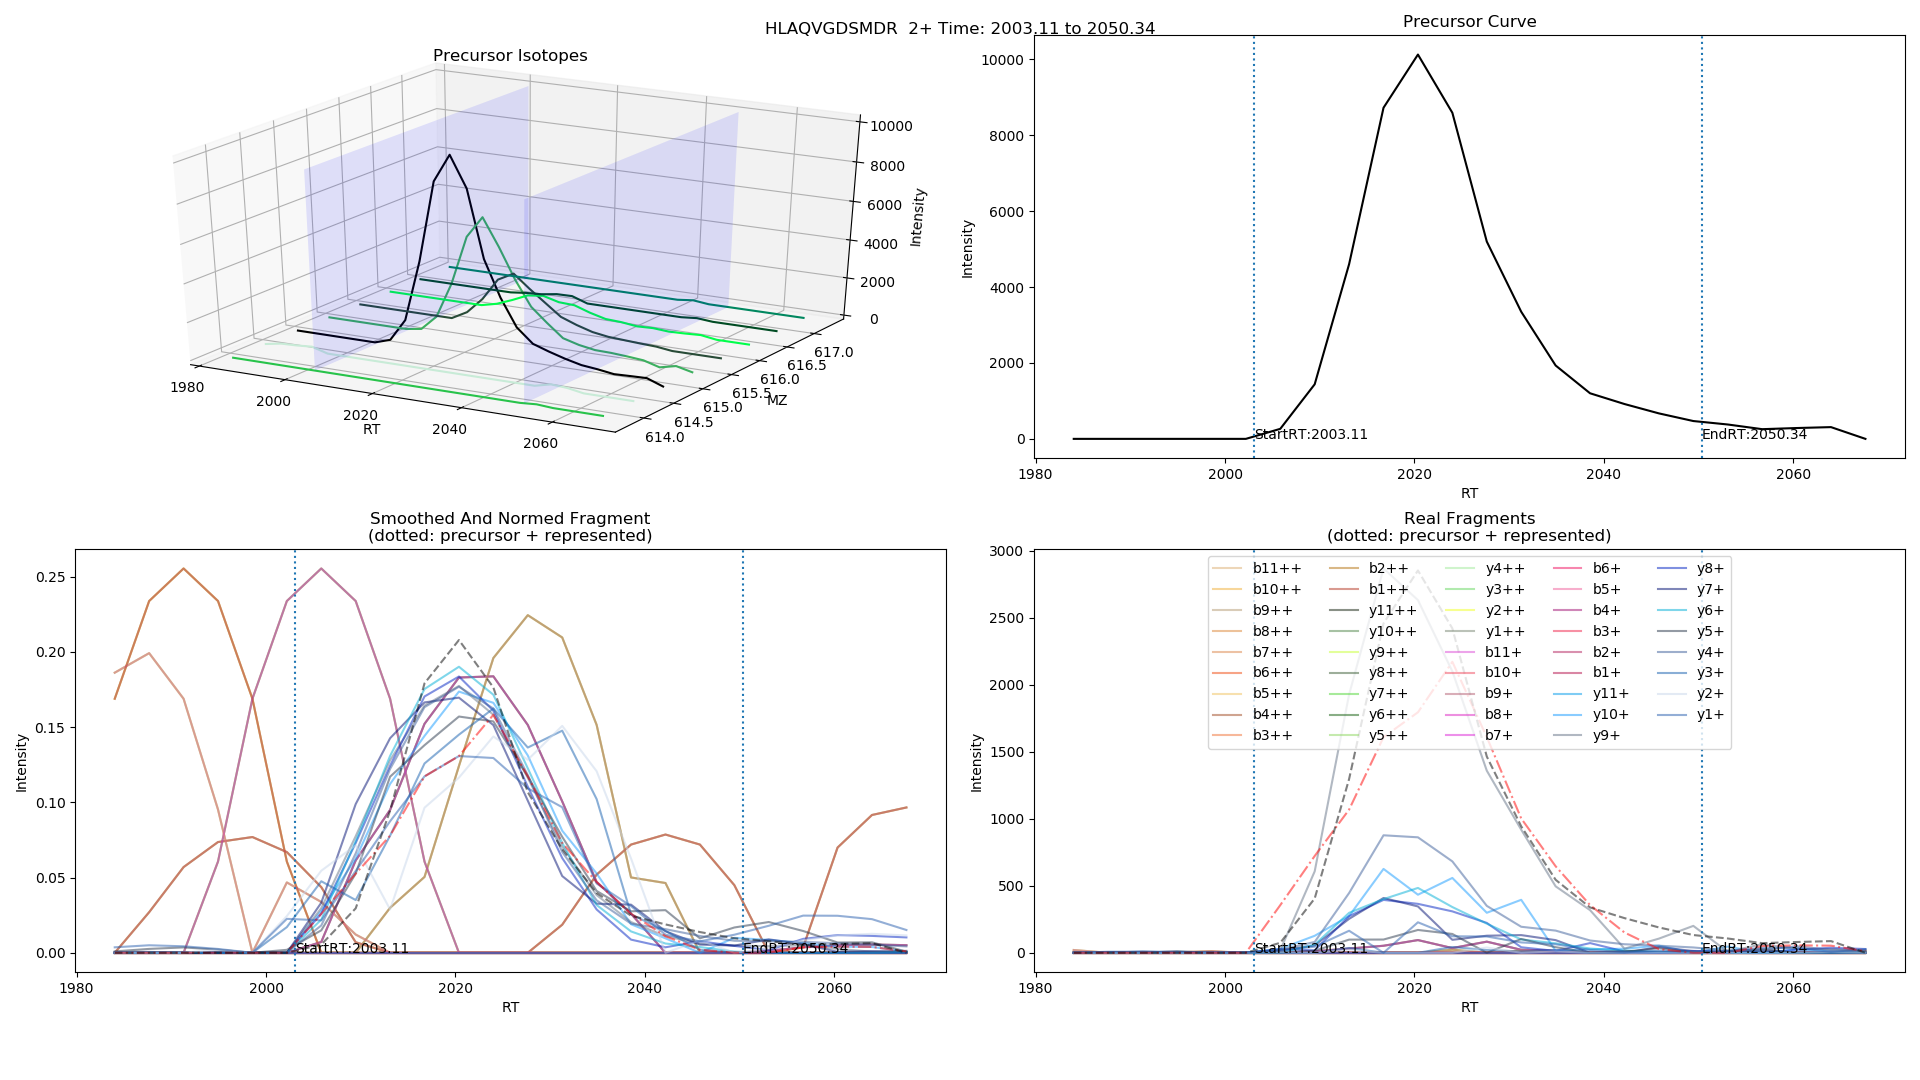 HLAQVGDSMDR  2+ Time: 2003.11 to 2050.34
Precursor Isotopes
10000
8000
6000
4000
2000
0
Intensity
1980
2000
2020
2040
2060
RT
614.0
614.5
615.0
615.5
616.0
616.5
617.0
MZ
Precursor Curve
10000
8000
6000
4000
2000
0
Intensity
StartRT:2003.11
EndRT:2050.34
1980
2000
2020
2040
2060
RT
Smoothed And Normed Fragment
(dotted: precursor + represented)
0.25
0.20
0.15
0.10
0.05
0.00
Intensity
StartRT:2003.11
EndRT:2050.34
1980
2000
2020
2040
2060
RT
Real Fragments
(dotted: precursor + represented)
3000
2500
2000
1500
1000
500
0
Intensity
b11++
b10++
b9++
b8++
b7++
b6++
b5++
b4++
b3++
b2++
b1++
y11++
y10++
y9++
y8++
y7++
y6++
y5++
y4++
y3++
y2++
y1++
b11+
b10+
b9+
b8+
b7+
b6+
b5+
b4+
b3+
b2+
b1+
y11+
y10+
y9+
y8+
y7+
y6+
y5+
y4+
y3+
y2+
y1+
StartRT:2003.11
EndRT:2050.34
1980
2000
2020
2040
2060
RT